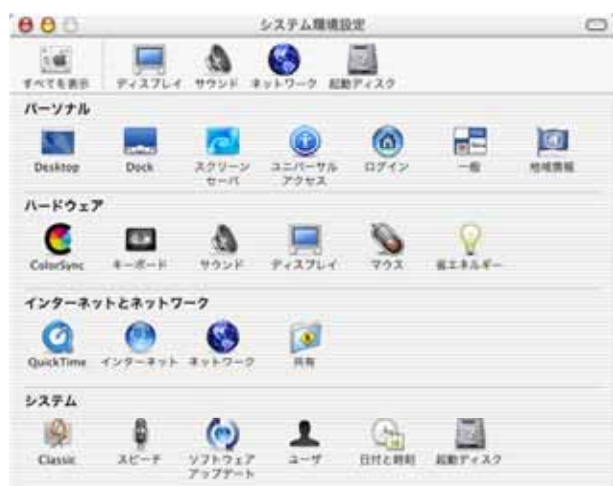 システム環境設定
すべてを表示 ディスプレイ サウンド ネットワーク 起動ディスク
パーソナル
Desktop Dock スクリーン ユニバーサル ログイン 一般 地域情報
セーバ アクセス
ハードウェア
ColorSync キーボード サウンド ディスプレイ マウス 省エネルギー
インターネットとネットワーク
QuickTime インターネット ネットワーク 共有
システム
Classic スピーチ ソフトウェア ユーザ 日付と時刻 起動ディスク
アップデート